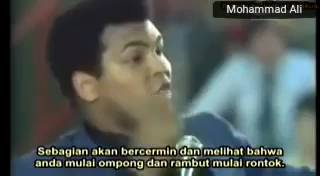 Mohammad Ali
Sebagian akan bercermin dan melihat bahwa
anda mulai ompong dan rambut mulai rontok.